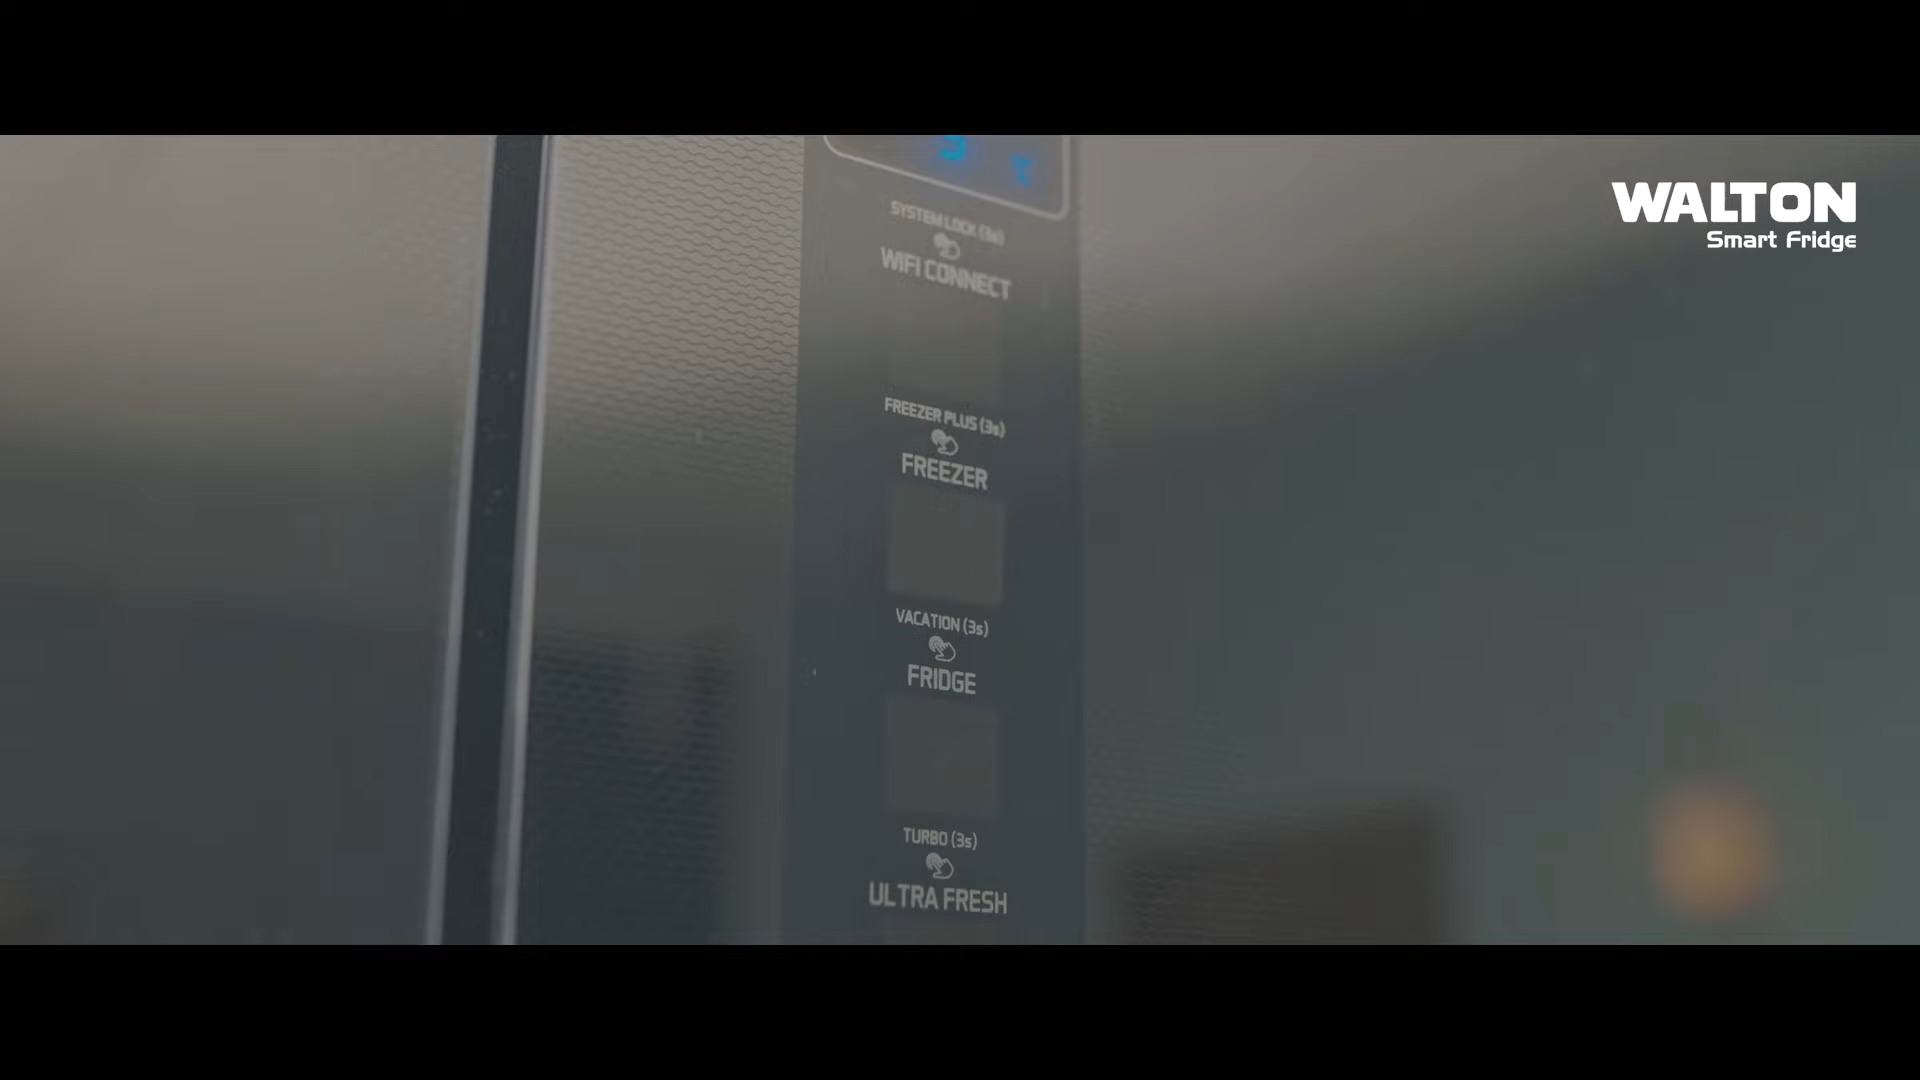 WALTON
Smart Fridge
℃
SYSTEM LOCK (3s)
WIFI CONNECT
FREEZER PLUS (3s)
FREEZER
VACATION (3s)
FRIDGE
TURBO (3s)
ULTRA FRESH